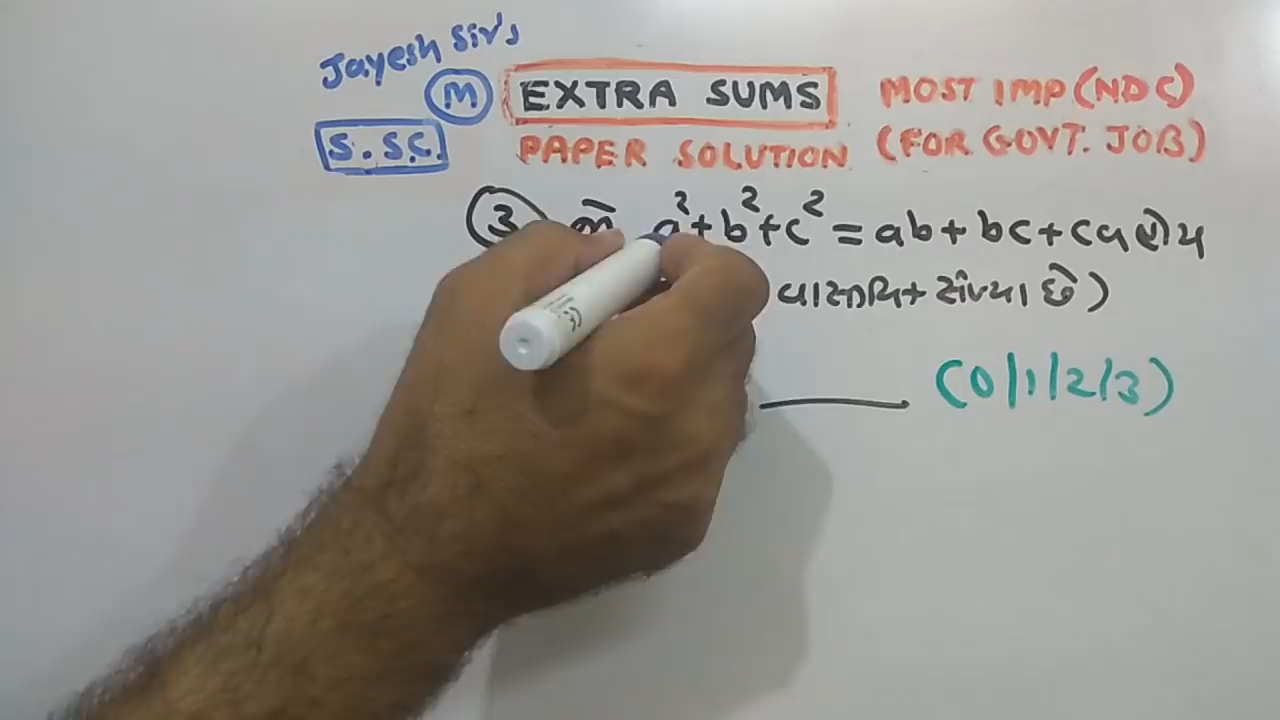 Jayesh Sir's
M EXTRA SUMS MOST IMP (NDC)
S.S.C. PAPER SOLUTION (FOR GOVT. JOB)
3 જો a²+b²+c² = ab+bc+ca હોય
વાસ્તવિક સંખ્યા છે)
(0/1/2/3)